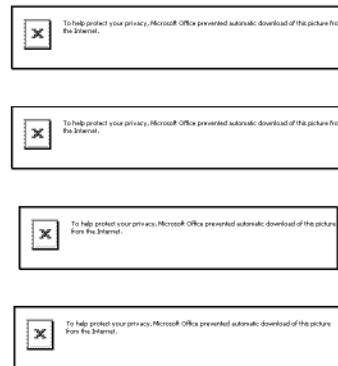 To help protect your privacy, Microsoft Office prevented automatic download of this picture fro
the Internet.
To help protect your privacy, Microsoft Office prevented automatic download of this picture fro
the Internet.
To help protect your privacy, Microsoft Office prevented automatic download of this picture
from the Internet.
To help protect your privacy, Microsoft Office prevented automatic download of this picture
from the Internet.